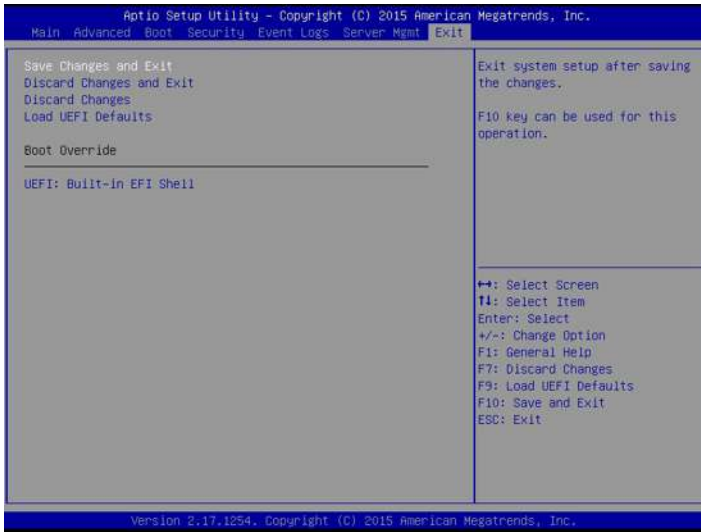 Aptio Setup Utility - Copyright (C) 2015 American Megatrends, Inc.
Main Advanced Boot Security Event Logs Server Mgmt Exit
Save Changes and Exit
Discard Changes and Exit
Discard Changes
Load UEFI Defaults
Boot Override
UEFI: Built-in EFI Shell
Exit system setup after saving
the changes.
F10 key can be used for this
operation.
↔: Select Screen
↑↓: Select Item
Enter: Select
+/-: Change Option
F1: General Help
F7: Discard Changes
F9: Load UEFI Defaults
F10: Save and Exit
ESC: Exit
Version 2.17.1254. Copyright (C) 2015 American Megatrends, Inc.